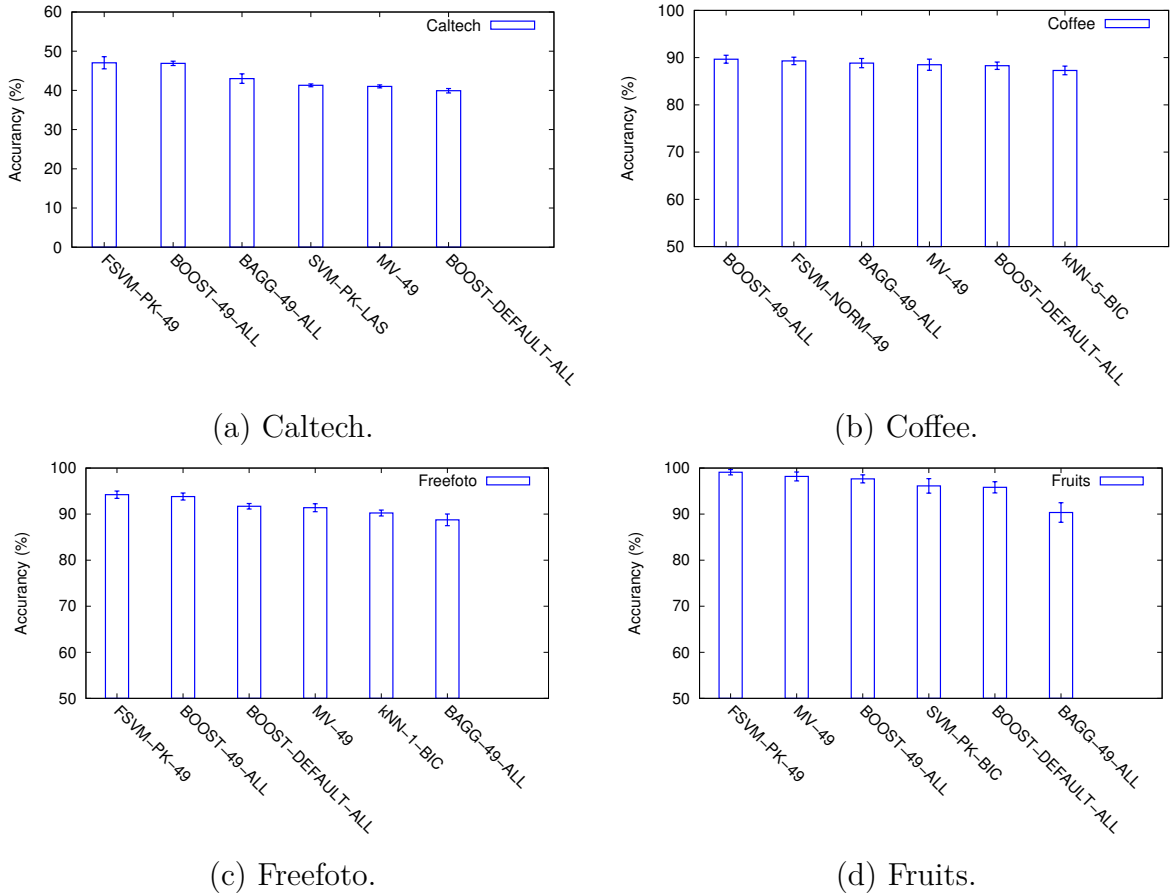 Caltech
Accurancy (%)
60
50
40
30
20
10
0
FSVM−PK−49
BOOST−49−ALL
BAGG−49−ALL
SVM−PK−LAS
MV−49
BOOST−DEFAULT−ALL
(a) Caltech.
Coffee
Accurancy (%)
100
90
80
70
60
50
BOOST−49−ALL
FSVM−NORM−49
BAGG−49−ALL
MV−49
BOOST−DEFAULT−ALL
kNN−5−BIC
(b) Coffee.
Freefoto
Accurancy (%)
100
90
80
70
60
50
FSVM−PK−49
BOOST−49−ALL
BOOST−DEFAULT−ALL
MV−49
kNN−1−BIC
BAGG−49−ALL
(c) Freefoto.
Fruits
Accurancy (%)
100
90
80
70
60
50
FSVM−PK−49
MV−49
BOOST−49−ALL
SVM−PK−BIC
BOOST−DEFAULT−ALL
BAGG−49−ALL
(d) Fruits.